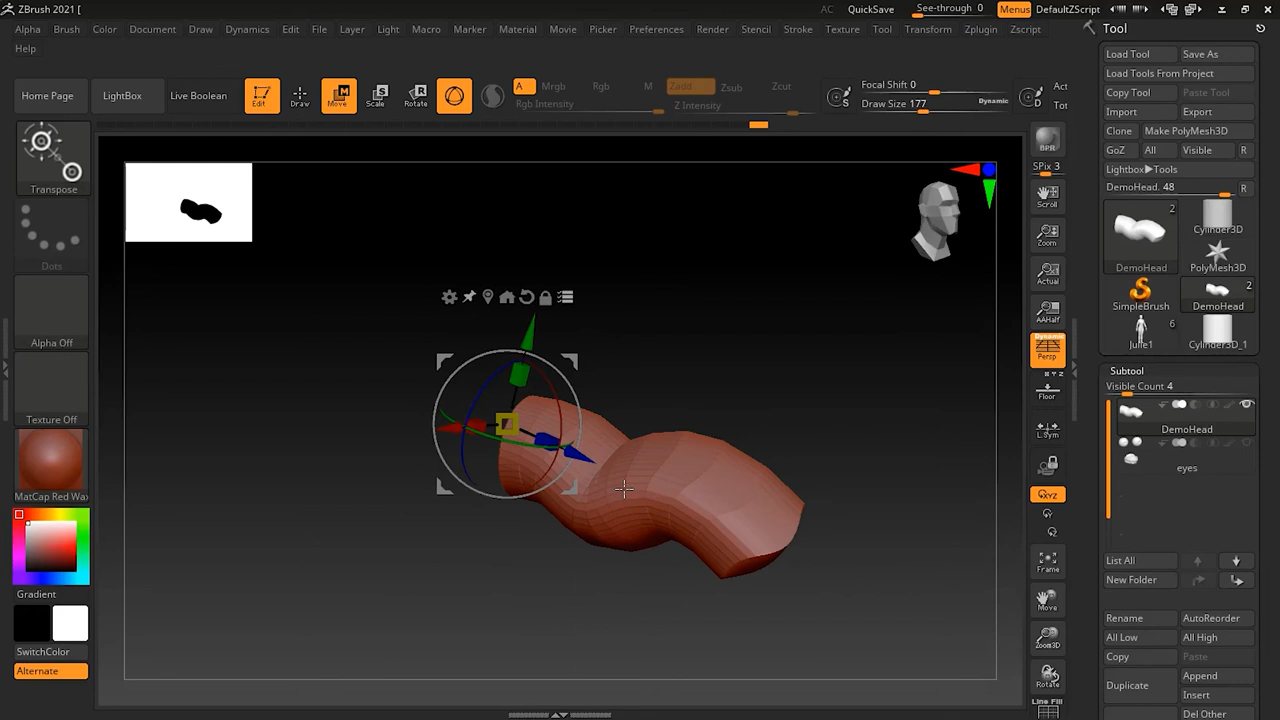 ZBrush 2021 [
AC QuickSave See-through 0 Menus DefaultZScript
Alpha Brush Color Document Draw Dynamics Edit File Layer Light Macro Marker Material Movie Picker Preferences Render Stencil Stroke Texture Tool Transform Zplugin Zscript
Help
Home Page LightBox Live Boolean Edit Draw Move Scale Rotate
A Mrgb Rgb M Zadd Zsub Zcut
Rgb Intensity Z Intensity
S Focal Shift 0
Draw Size 177 Dynamic
D Act
Tot
Transpose
Dots
Alpha Off
Texture Off
MatCap Red Wax
Gradient
SwitchColor
Alternate
BPR
SPix 3
Scroll
Zoom
Actual
AAHalf
Dynamic
Persp
Floor
L.Sym
XYZ
Frame
Move
Zoom3D
Rotate
Line Fill
Tool
Load Tool Save As
Load Tools From Project
Copy Tool Paste Tool
Import Export
Clone Make PolyMesh3D
GoZ All Visible R
Lightbox▶Tools
DemoHead. 48 R
2
DemoHead Cylinder3D
PolyMesh3D
SimpleBrush 2 DemoHead
6
Julie1 Cylinder3D_1
Subtool
Visible Count 4
DemoHead
eyes
List All
New Folder
Rename AutoReorder
All Low All High
Copy Paste
Duplicate Append
Insert
Del Other